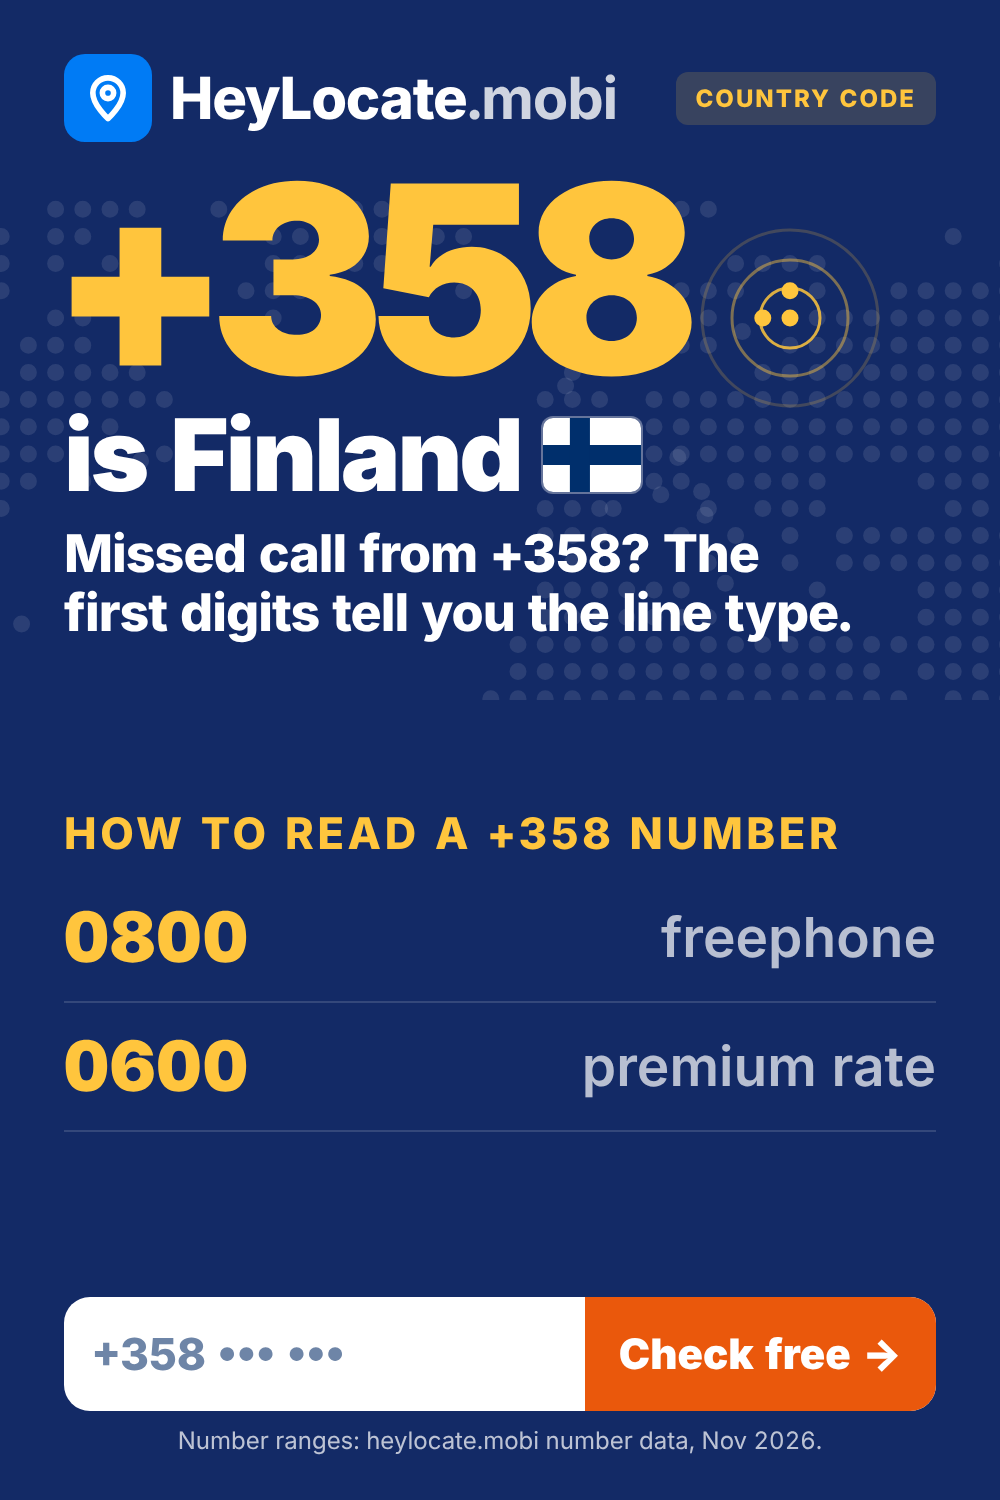 HeyLocate.mobi
COUNTRY CODE
+358
is Finland
Missed call from +358? The
first digits tell you the line type.
HOW TO READ A +358 NUMBER
0800 freephone
0600 premium rate
+358 ••• •••
Check free →
Number ranges: heylocate.mobi number data, Nov 2026.